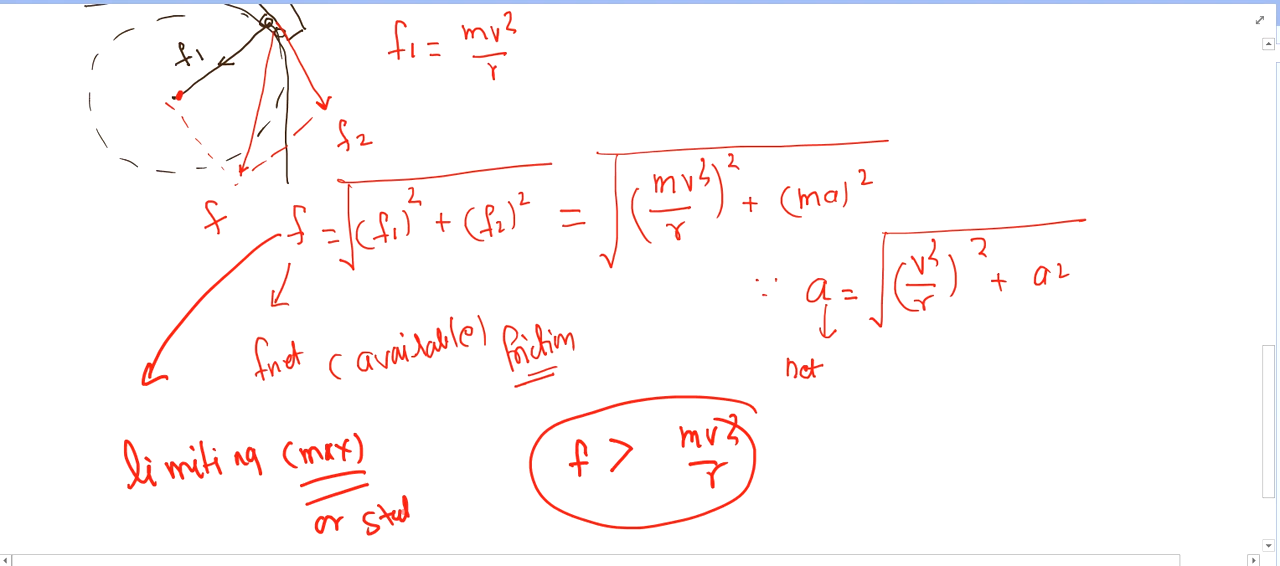 f1
f1 = mv²/r
f2
f
f = √((f1)² + (f2)²) = √((mv²/r)² + (ma)²)
∵ a = √((v²/r)² + a²)
net
fnet (available) friction
limiting (max)
f > mv²/r
or